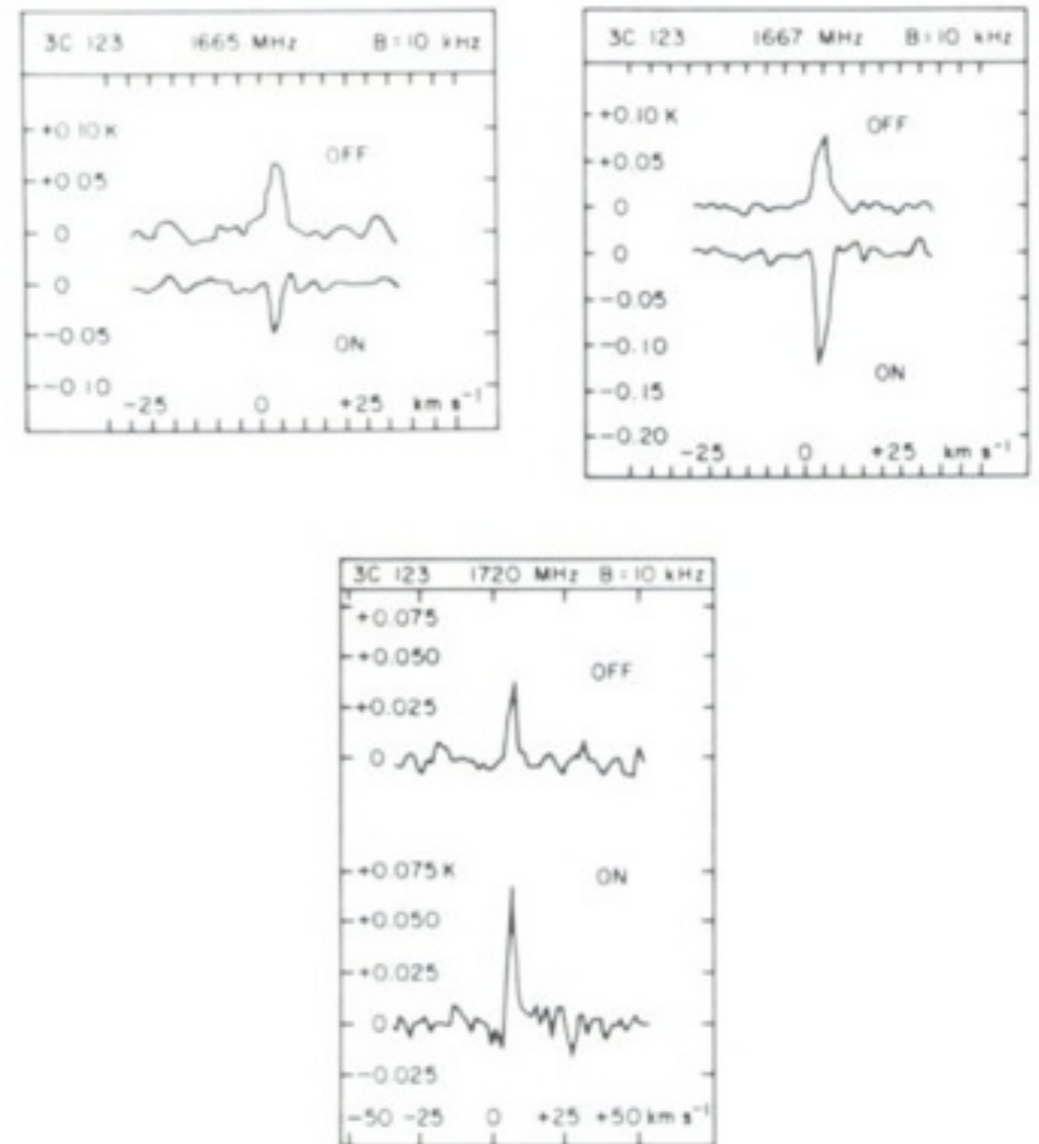 3C 123 1665 MHz B = 10 kHz
+0.10 K
OFF
+0.05
0
0
-0.05
ON
-0.10
-25 0 +25 km s⁻¹
3C 123 1667 MHz B = 10 kHz
+0.10 K
OFF
+0.05
0
0
-0.05
-0.10
ON
-0.15
-0.20
-25 0 +25 km s⁻¹
3C 123 1720 MHz B = 10 kHz
+0.075
+0.050
OFF
+0.025
0
+0.075 K
ON
+0.050
+0.025
0
-0.025
-50 -25 0 +25 +50 km s⁻¹